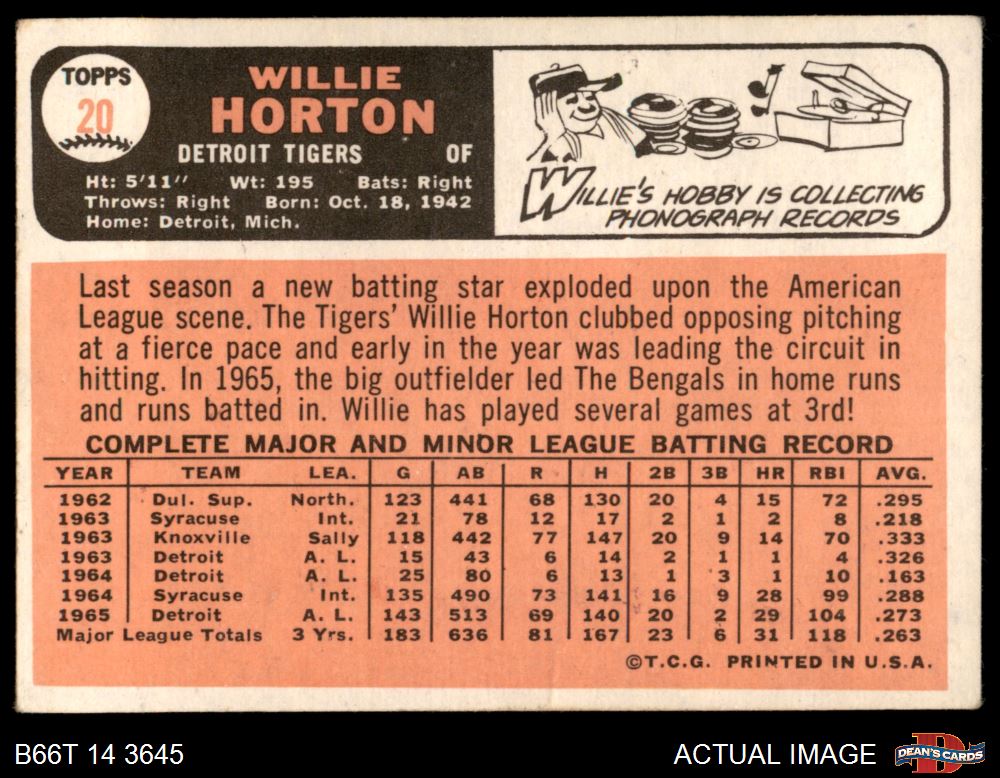 TOPPS
20
WILLIE
HORTON
DETROIT TIGERS OF
Ht: 5'11" Wt: 195 Bats: Right
Throws: Right Born: Oct. 18, 1942
Home: Detroit, Mich.
WILLIE'S HOBBY IS COLLECTING
PHONOGRAPH RECORDS
Last season a new batting star exploded upon the American
League scene. The Tigers' Willie Horton clubbed opposing pitching
at a fierce pace and early in the year was leading the circuit in
hitting. In 1965, the big outfielder led The Bengals in home runs
and runs batted in. Willie has played several games at 3rd!
COMPLETE MAJOR AND MINOR LEAGUE BATTING RECORD
YEAR TEAM LEA. G AB R H 2B 3B HR RBI AVG.
1962 Dul. Sup. North. 123 441 68 130 20 4 15 72 .295
1963 Syracuse Int. 21 78 12 17 2 1 2 8 .218
1963 Knoxville Sally 118 442 77 147 20 9 14 70 .333
1963 Detroit A. L. 15 43 6 14 2 1 1 4 .326
1964 Detroit A. L. 25 80 6 13 1 3 1 10 .163
1964 Syracuse Int. 135 490 73 141 16 9 28 99 .288
1965 Detroit A. L. 143 513 69 140 20 2 29 104 .273
Major League Totals 3 Yrs. 183 636 81 167 23 6 31 118 .263
©T.C.G. PRINTED IN U.S.A.
B66T 14 3645
ACTUAL IMAGE
DEAN'S CARDS